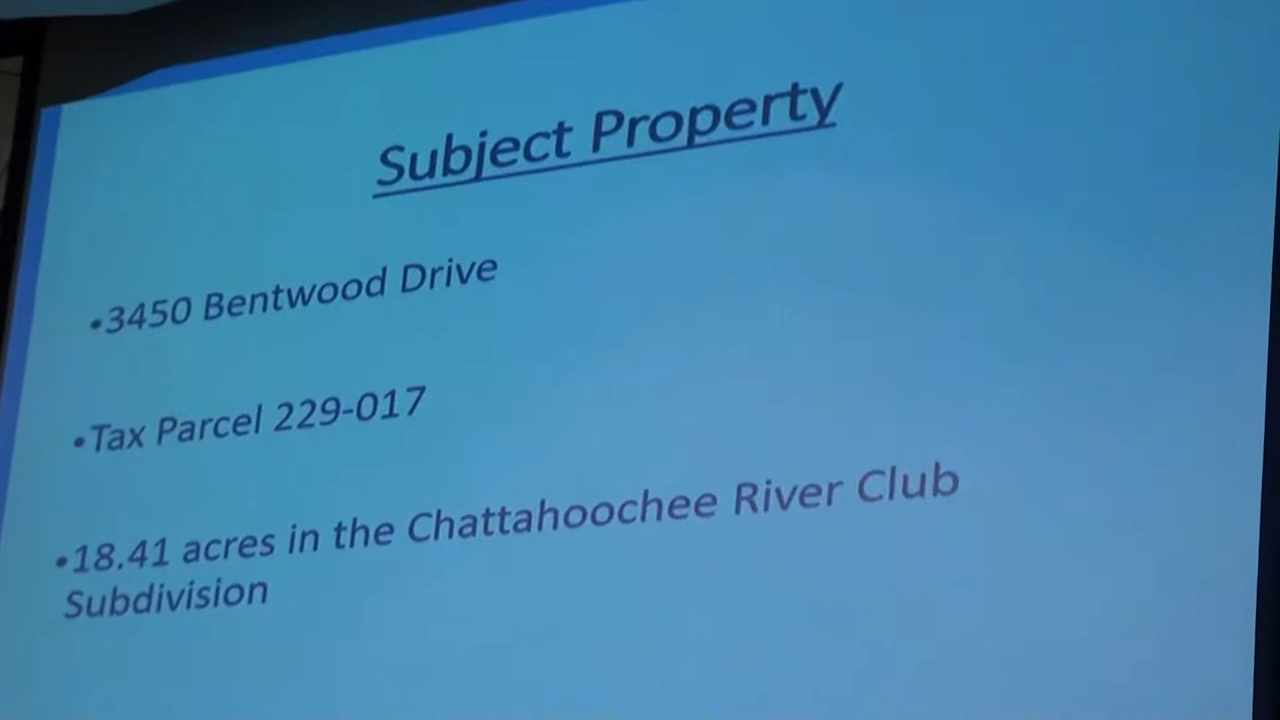 Subject Property
•3450 Bentwood Drive
•Tax Parcel 229-017
•18.41 acres in the Chattahoochee River Club
Subdivision